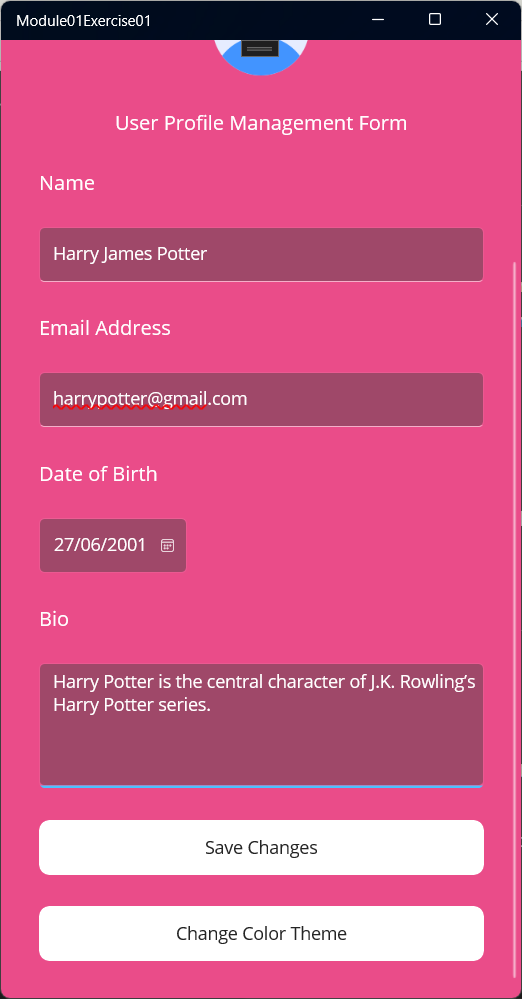 Module01Exercise01
User Profile Management Form
Name
Harry James Potter
Email Address
harrypotter@gmail.com
Date of Birth
27/06/2001
Bio
Harry Potter is the central character of J.K. Rowling’s
Harry Potter series.
Save Changes
Change Color Theme